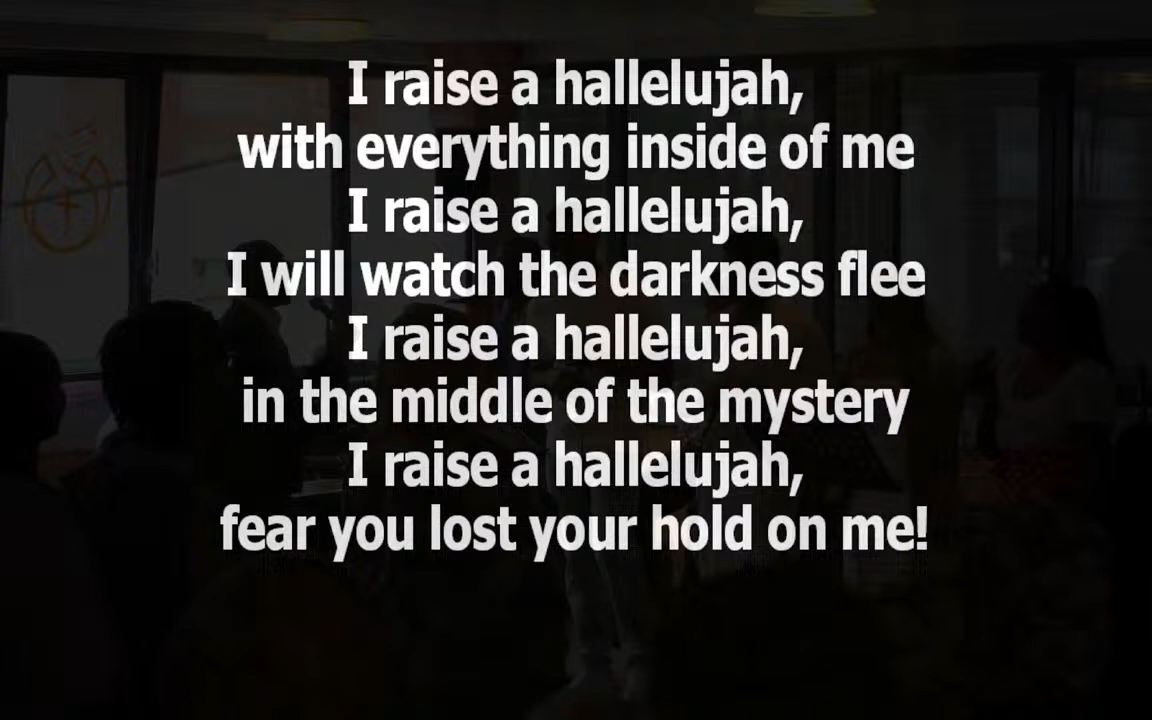 I raise a hallelujah,
with everything inside of me
I raise a hallelujah,
I will watch the darkness flee
I raise a hallelujah,
in the middle of the mystery
I raise a hallelujah,
fear you lost your hold on me!